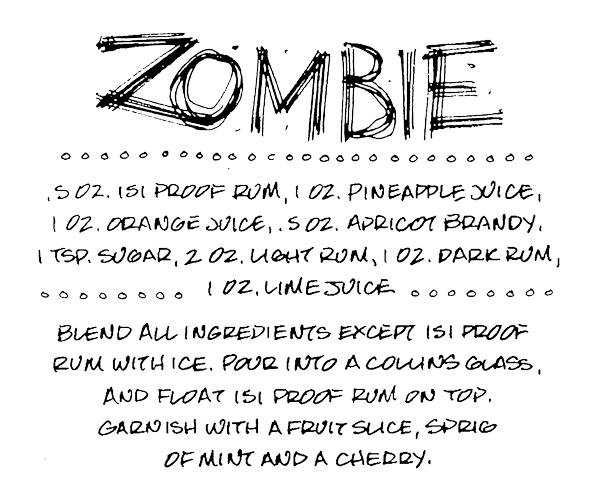 ZOMBIE
.5 OZ. 151 PROOF RUM, 1 OZ. PINEAPPLE JUICE,
1 OZ. ORANGE JUICE, .5 OZ. APRICOT BRANDY.
1 TSP. SUGAR, 2 OZ. LIGHT RUM, 1 OZ. DARK RUM,
1 OZ. LIME JUICE
BLEND ALL INGREDIENTS EXCEPT 151 PROOF
RUM WITH ICE. POUR INTO A COLLINS GLASS,
AND FLOAT 151 PROOF RUM ON TOP.
GARNISH WITH A FRUIT SLICE, SPRIG
OF MINT AND A CHERRY.